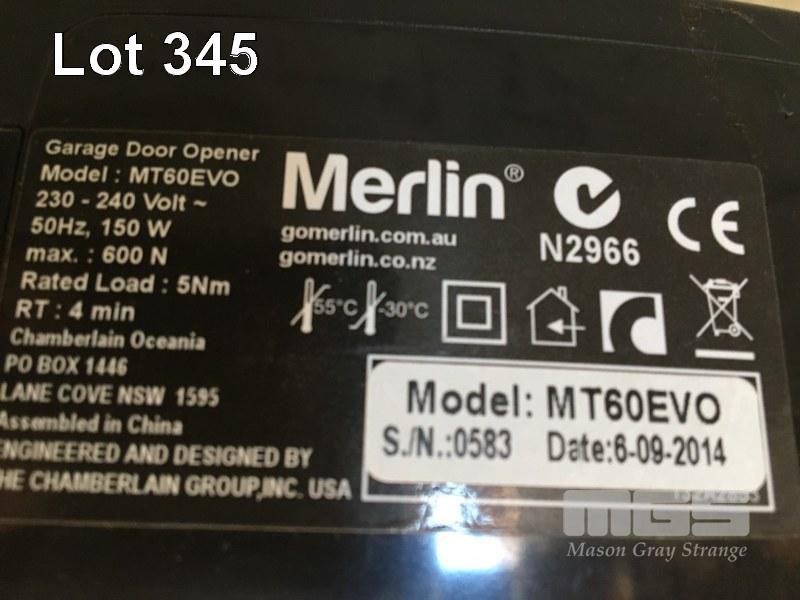 Lot 345
Garage Door Opener
Model : MT60EVO
230 - 240 Volt ~
50Hz, 150 W
max. : 600 N
Rated Load : 5Nm
RT : 4 min
Chamberlain Oceania
PO BOX 1446
LANE COVE NSW 1595
Assembled in China
ENGINEERED AND DESIGNED BY
THE CHAMBERLAIN GROUP,INC. USA
Merlin®
gomerlin.com.au
gomerlin.co.nz
N2966
CE
55°C -30°C
Model: MT60EVO
S./N.:0583 Date:6-09-2014
MGS
Mason Gray Strange